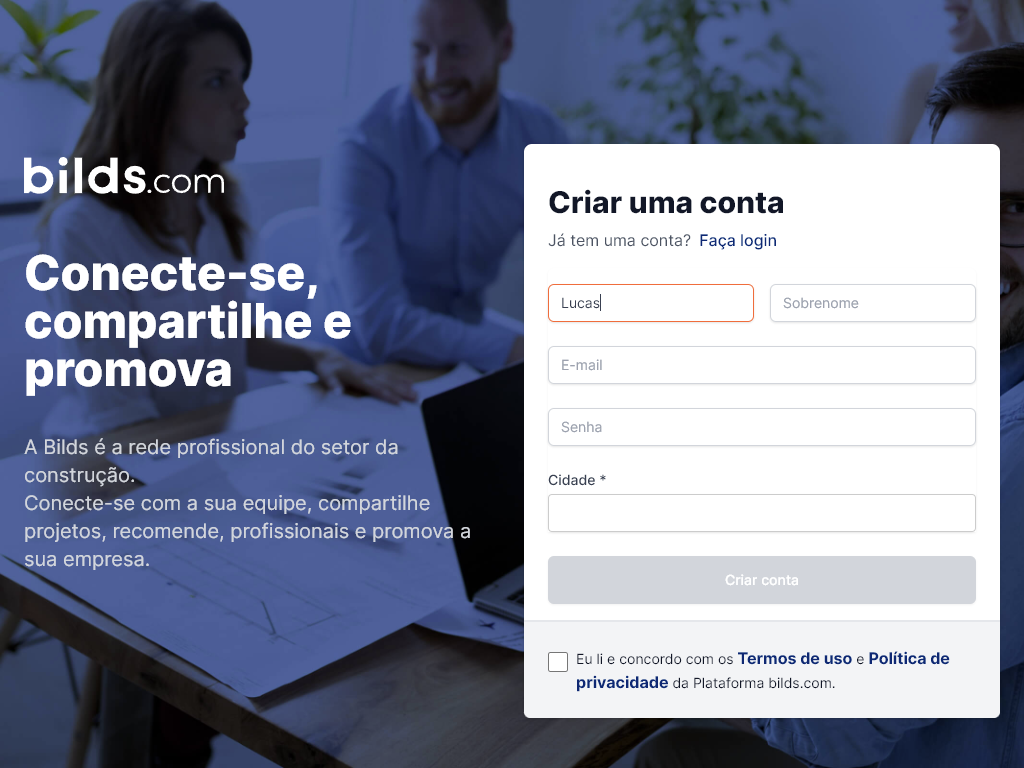 bilds.com
Conecte-se,
compartilhe e
promova
A Bilds é a rede profissional do setor da
construção.
Conecte-se com a sua equipe, compartilhe
projetos, recomende, profissionais e promova a
sua empresa.
Criar uma conta
Já tem uma conta? Faça login
Lucas
Sobrenome
E-mail
Senha
Cidade *
Criar conta
Eu li e concordo com os Termos de uso e Política de
privacidade da Plataforma bilds.com.